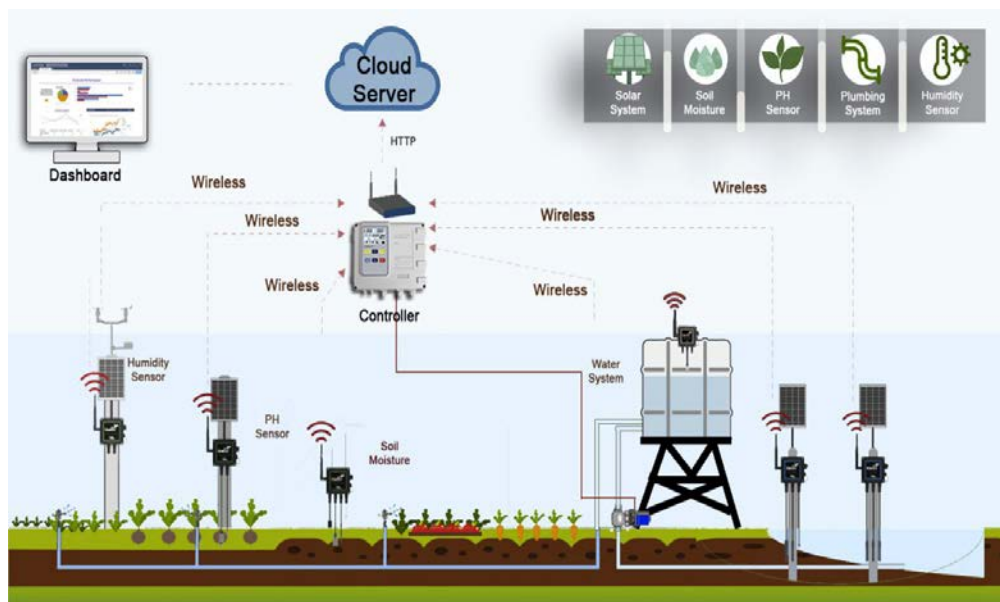 Cloud
Server
Solar
System
Soil
Moisture
PH
Sensor
Plumbing
System
Humidity
Sensor
Dashboard
HTTP
Wireless
Wireless
Wireless
Wireless
Wireless
Wireless
Controller
Humidity
Sensor
Water
System
PH
Sensor
Soil
Moisture